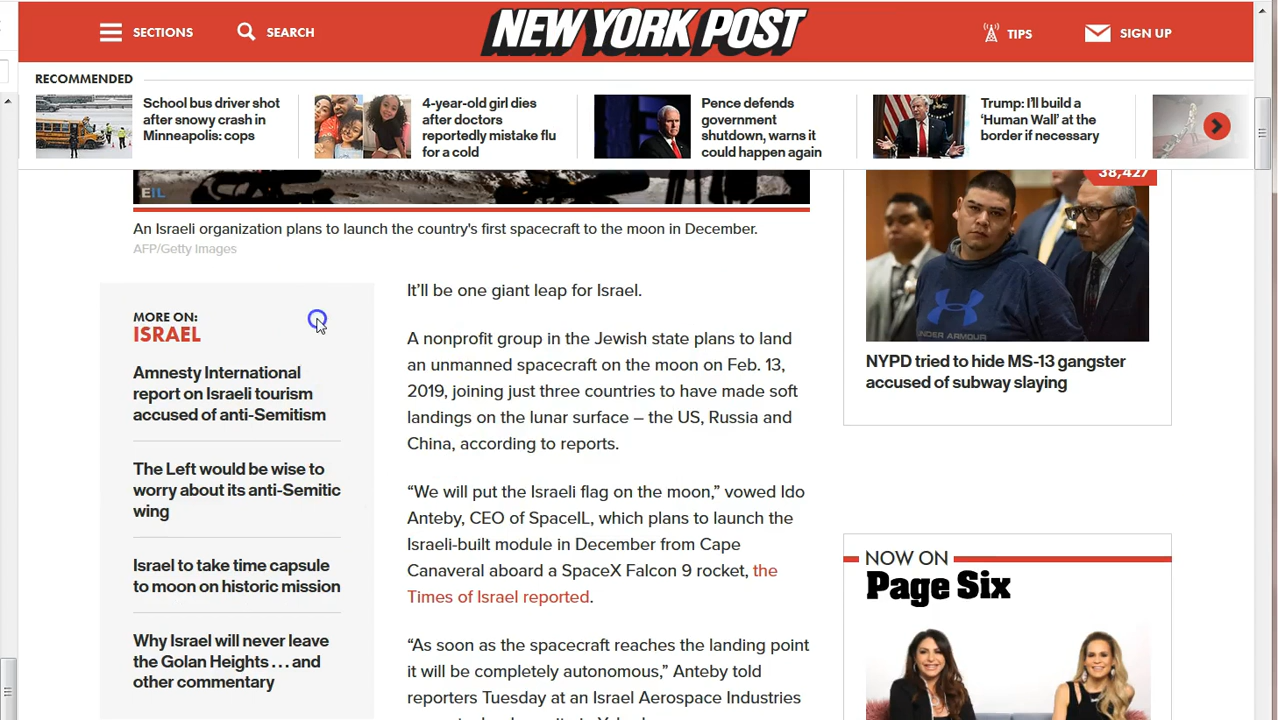 SECTIONS
SEARCH
NEW YORK POST
TIPS
SIGN UP
RECOMMENDED
School bus driver shot
after snowy crash in
Minneapolis: cops
4-year-old girl dies
after doctors
reportedly mistake flu
for a cold
Pence defends
government
shutdown, warns it
could happen again
Trump: I'll build a
'Human Wall' at the
border if necessary
EIL
An Israeli organization plans to launch the country's first spacecraft to the moon in December.
AFP/Getty Images
MORE ON:
ISRAEL
Amnesty International
report on Israeli tourism
accused of anti-Semitism
The Left would be wise to
worry about its anti-Semitic
wing
Israel to take time capsule
to moon on historic mission
Why Israel will never leave
the Golan Heights . . . and
other commentary
It'll be one giant leap for Israel.
A nonprofit group in the Jewish state plans to land
an unmanned spacecraft on the moon on Feb. 13,
2019, joining just three countries to have made soft
landings on the lunar surface – the US, Russia and
China, according to reports.
“We will put the Israeli flag on the moon,” vowed Ido
Anteby, CEO of SpaceIL, which plans to launch the
Israeli-built module in December from Cape
Canaveral aboard a SpaceX Falcon 9 rocket, the
Times of Israel reported.
“As soon as the spacecraft reaches the landing point
it will be completely autonomous,” Anteby told
reporters Tuesday at an Israel Aerospace Industries
38,427
UNDER ARMOUR
NYPD tried to hide MS-13 gangster
accused of subway slaying
NOW ON
Page Six